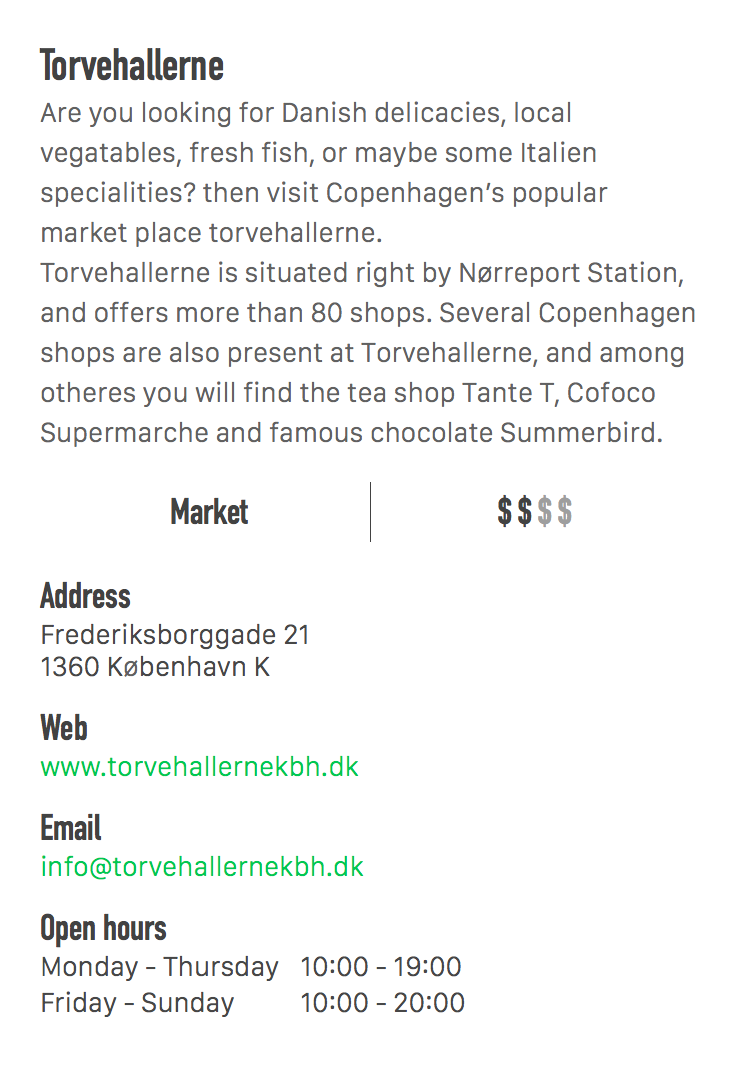 Torvehallerne
Are you looking for Danish delicacies, local
vegatables, fresh fish, or maybe some Italien
specialities? then visit Copenhagen’s popular
market place torvehallerne.
Torvehallerne is situated right by Nørreport Station,
and offers more than 80 shops. Several Copenhagen
shops are also present at Torvehallerne, and among
otheres you will find the tea shop Tante T, Cofoco
Supermarche and famous chocolate Summerbird.
Market $ $ $ $
Address
Frederiksborggade 21
1360 København K
Web
www.torvehallernekbh.dk
Email
info@torvehallernekbh.dk
Open hours
Monday - Thursday 10:00 - 19:00
Friday - Sunday 10:00 - 20:00